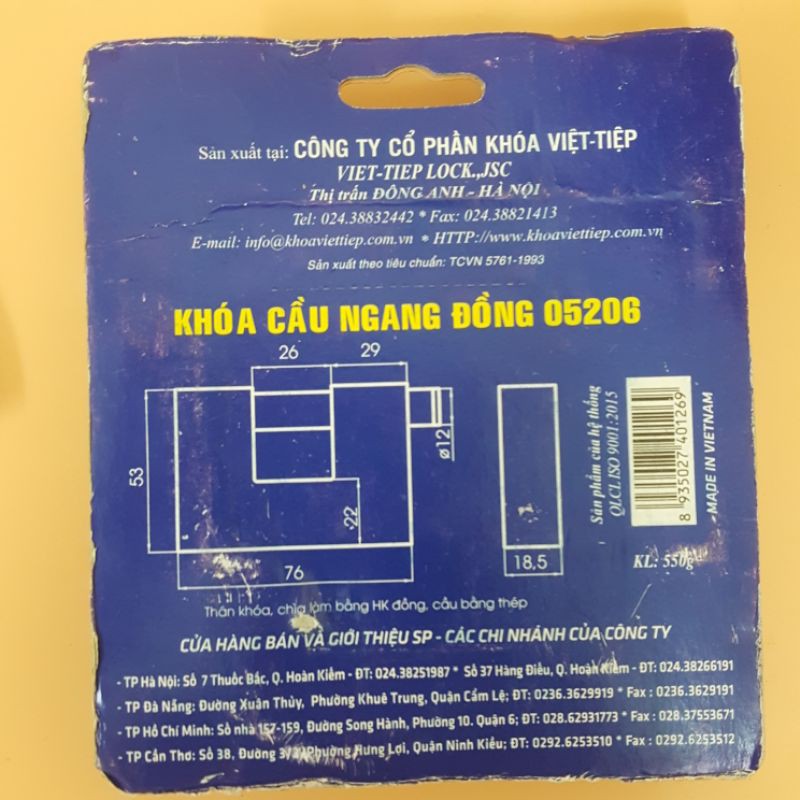 Sản xuất tại: CÔNG TY CỔ PHẦN KHÓA VIỆT-TIỆP
VIET-TIEP LOCK.,JSC
Thị trấn ĐÔNG ANH - HÀ NỘI
Tel: 024.38832442 * Fax: 024.38821413
E-mail: info@khoaviettiep.com.vn * HTTP://www.khoaviettiep.com.vn
Sản xuất theo tiêu chuẩn: TCVN 5761-1993
KHÓA CẦU NGANG ĐỒNG 05206
26
29
53
ø12
22
76
18.5
Sản phẩm của hệ thống
QLCL ISO 9001:2015
8 935027 401269
MADE IN VIETNAM
KL: 550g
Thân khóa, chìa làm bằng HK đồng, cầu bằng thép
CỬA HÀNG BÁN VÀ GIỚI THIỆU SP - CÁC CHI NHÁNH CỦA CÔNG TY
- TP Hà Nội: Số 7 Thuốc Bắc, Q. Hoàn Kiếm - ĐT: 024.38251987 * Số 37 Hàng Điếu, Q. Hoàn Kiếm - ĐT: 024.38266191
- TP Đà Nẵng: Đường Xuân Thủy, Phường Khuê Trung, Quận Cẩm Lệ; ĐT: 0236.3629919 * Fax : 0236.3629191
- TP Hồ Chí Minh: Số nhà 157-159, Đường Song Hành, Phường 10. Quận 6; ĐT: 028.62931773 * Fax : 028.37553671
- TP Cần Thơ: Số 38, Đường 3/2, Phường Hưng Lợi, Quận Ninh Kiều; ĐT: 0292.6253510 * Fax : 0292.6253512